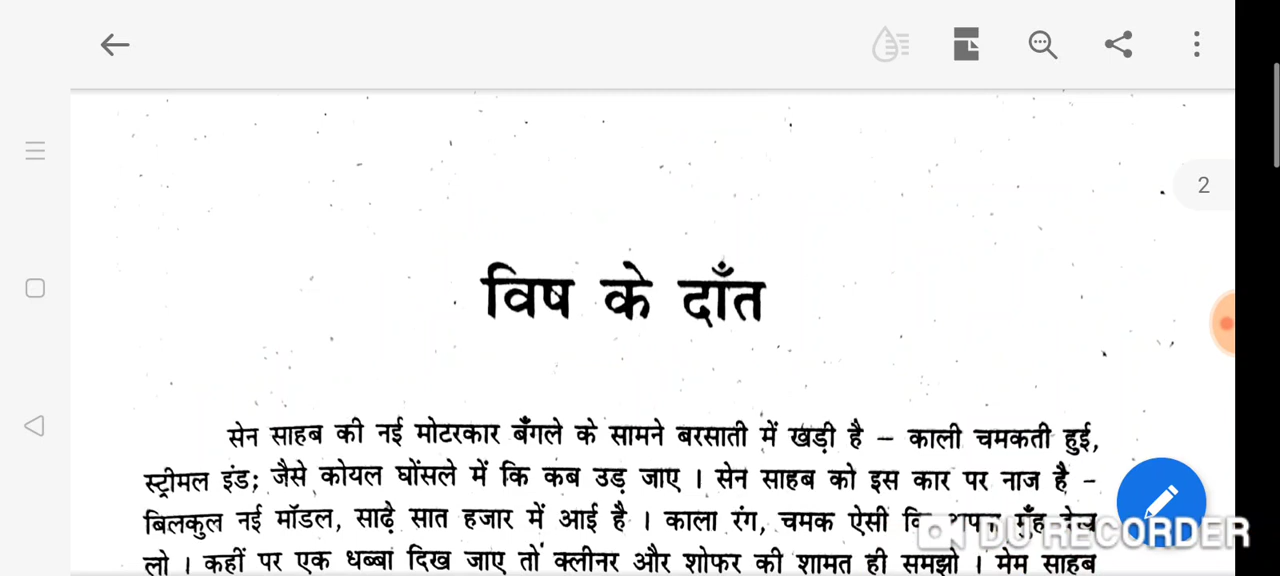 2
विष के दाँत
सेन साहब की नई मोटरकार बँगले के सामने बरसाती में खड़ी है – काली चमकती हुई,
स्ट्रीमल इंड; जैसे कोयल घोंसले में कि कब उड़ जाए । सेन साहब को इस कार पर नाज है –
बिलकुल नई मॉडल, साढ़े सात हजार में आई है । काला रंग, चमक ऐसी कि अपना मुँह देख
लो । कहीं पर एक धब्बा दिख जाए तो क्लीनर और शोफर की शामत ही समझो । मेम साहब
DU RECORDER